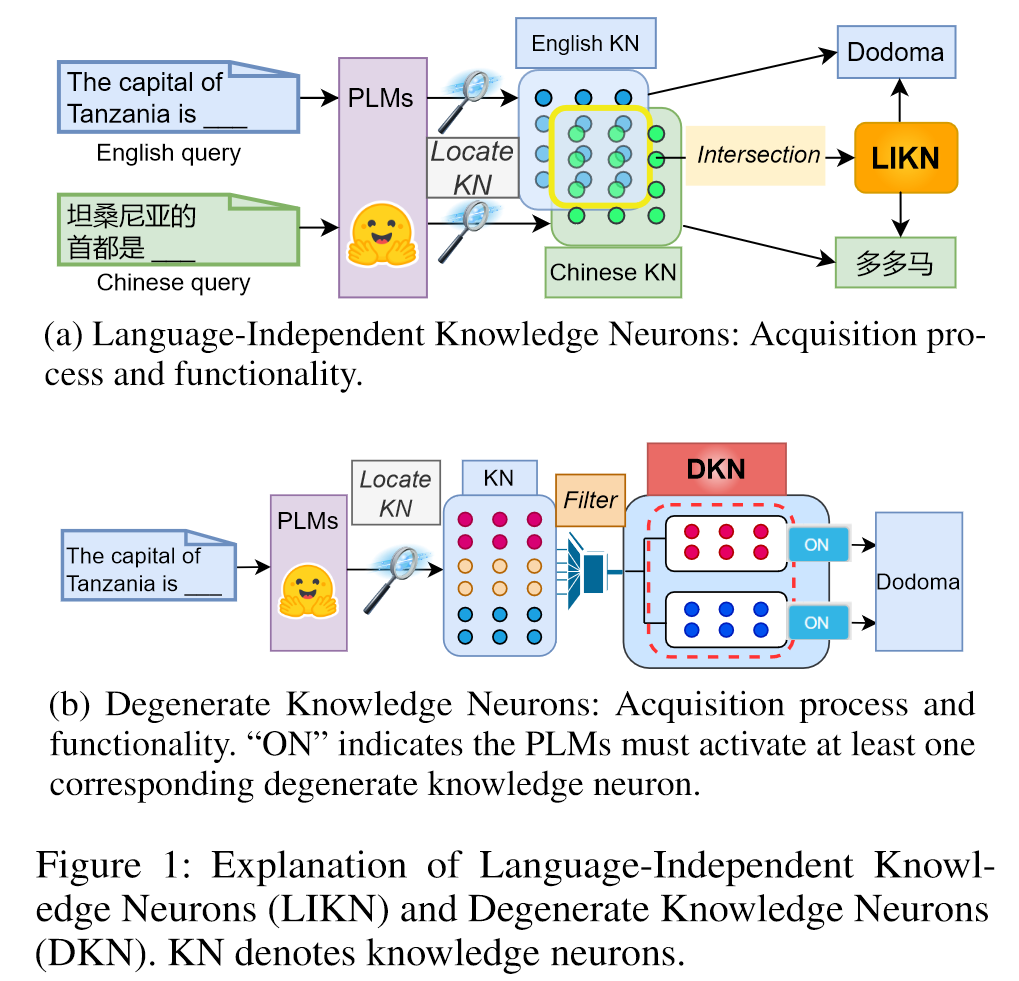 English KN
The capital of
Tanzania is ___
English query
PLMs
Locate
KN
Dodoma
Intersection
LIKN
坦桑尼亚的
首都是 ___
Chinese query
Chinese KN
多多马
(a) Language-Independent Knowledge Neurons: Acquisition pro-
cess and functionality.
The capital of
Tanzania is ___
PLMs
Locate
KN
KN
Filter
DKN
ON
ON
Dodoma
(b) Degenerate Knowledge Neurons: Acquisition process and
functionality. “ON” indicates the PLMs must activate at least one
corresponding degenerate knowledge neuron.
Figure 1: Explanation of Language-Independent Knowl-
edge Neurons (LIKN) and Degenerate Knowledge Neurons
(DKN). KN denotes knowledge neurons.